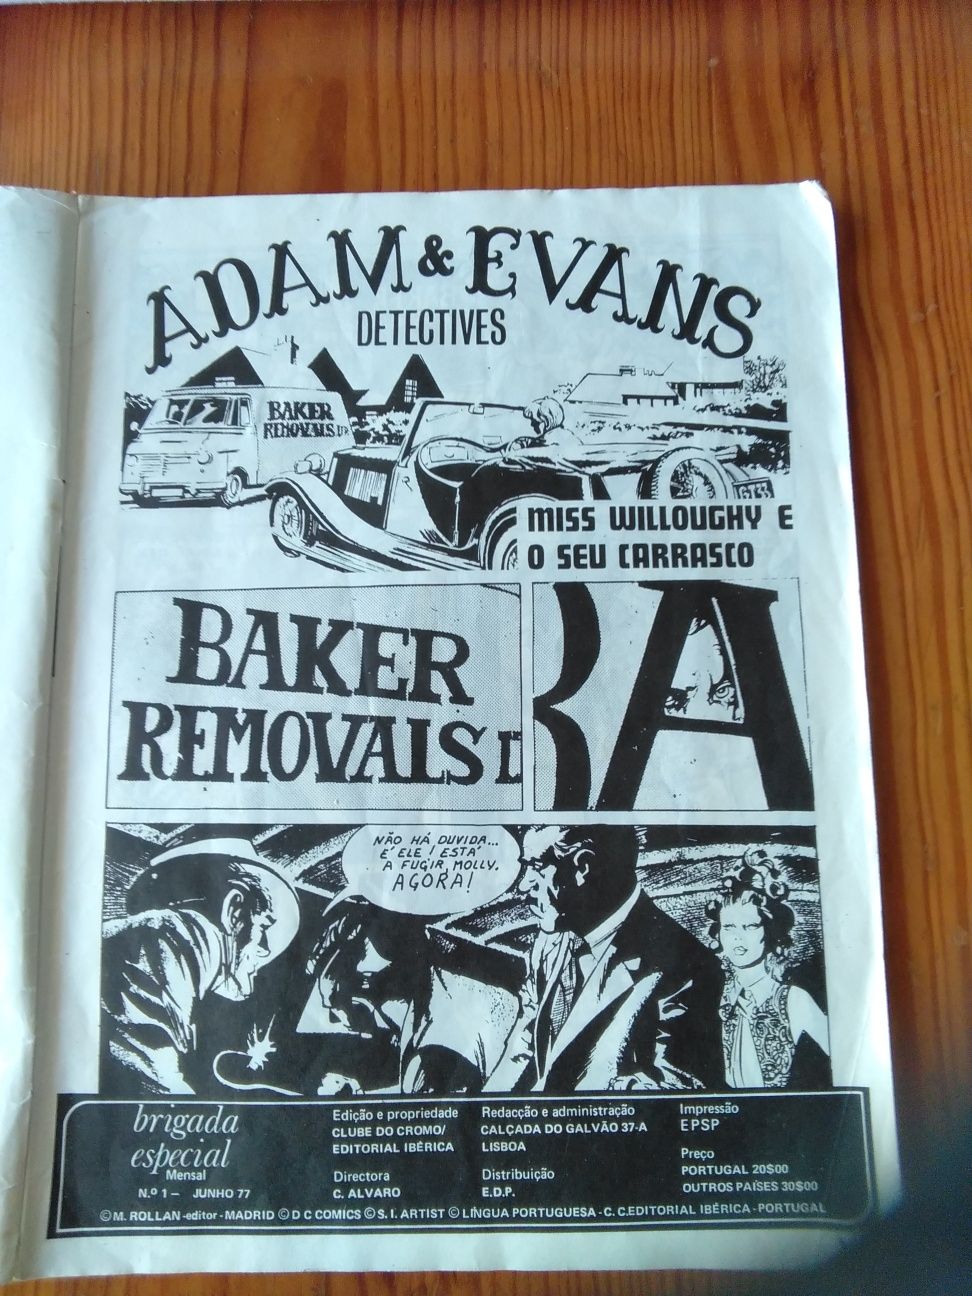 ADAM & EVANS
DETECTIVES
BAKER
REMOVALS
MISS WILLOUGHY E
O SEU CARRASCO
BAKER
REMOVALS
NÃO HÁ DUVIDA...
É ELE! ESTÁ
A FUGIR, MOLLY.
AGORA!
brigada
especial
Mensal
N.º 1 – JUNHO 77
Edição e propriedade
CLUBE DO CROMO/
EDITORIAL IBÉRICA
Directora
C. ALVARO
Redacção e administração
CALÇADA DO GALVÃO 37-A
LISBOA
Distribuição
E.D.P.
Impressão
EPSP
Preço
PORTUGAL 20$00
OUTROS PAÍSES 30$00
©M. ROLLAN -editor - MADRID © D C COMICS © S. I. ARTIST © LÍNGUA PORTUGUESA - C. C.EDITORIAL IBÉRICA - PORTUGAL